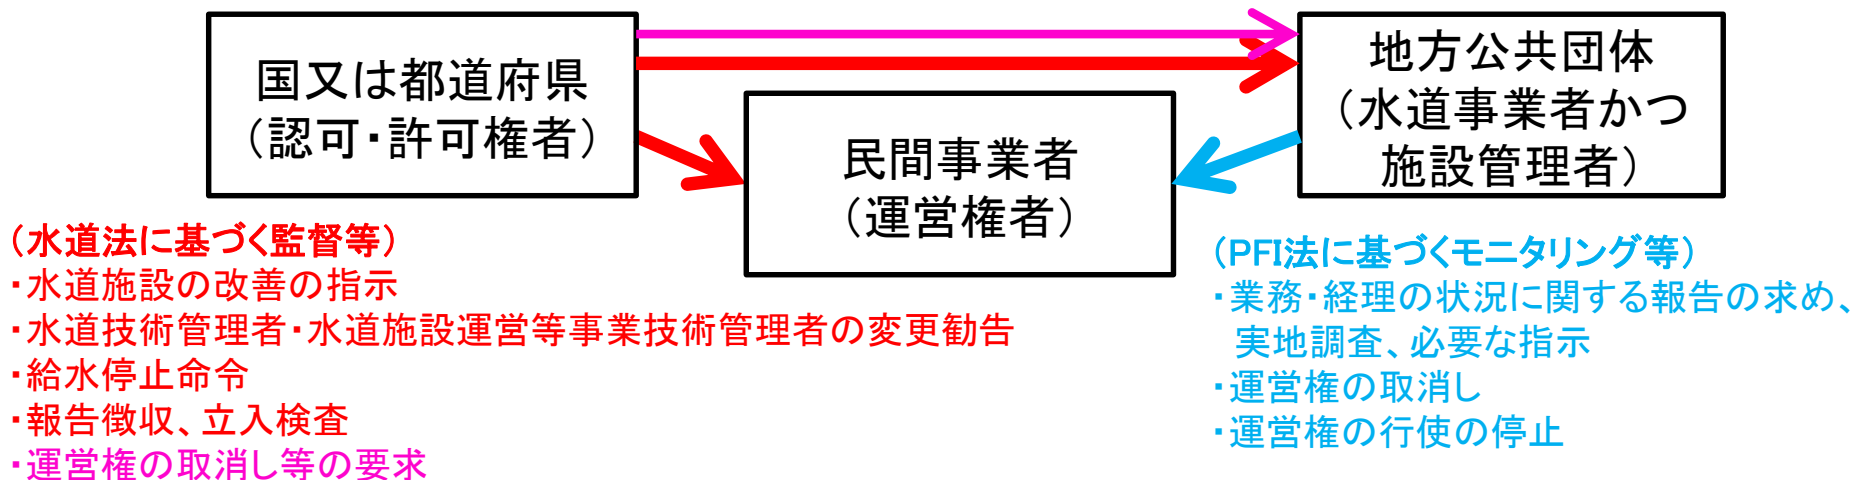 国又は都道府県
（認可・許可権者）
民間事業者
（運営権者）
地方公共団体
（水道事業者かつ
施設管理者）
（水道法に基づく監督等）
・水道施設の改善の指示
・水道技術管理者・水道施設運営等事業技術管理者の変更勧告
・給水停止命令
・報告徴収、立入検査
・運営権の取消し等の要求
（PFI法に基づくモニタリング等）
・業務・経理の状況に関する報告の求め、
実地調査、必要な指示
・運営権の取消し
・運営権の行使の停止